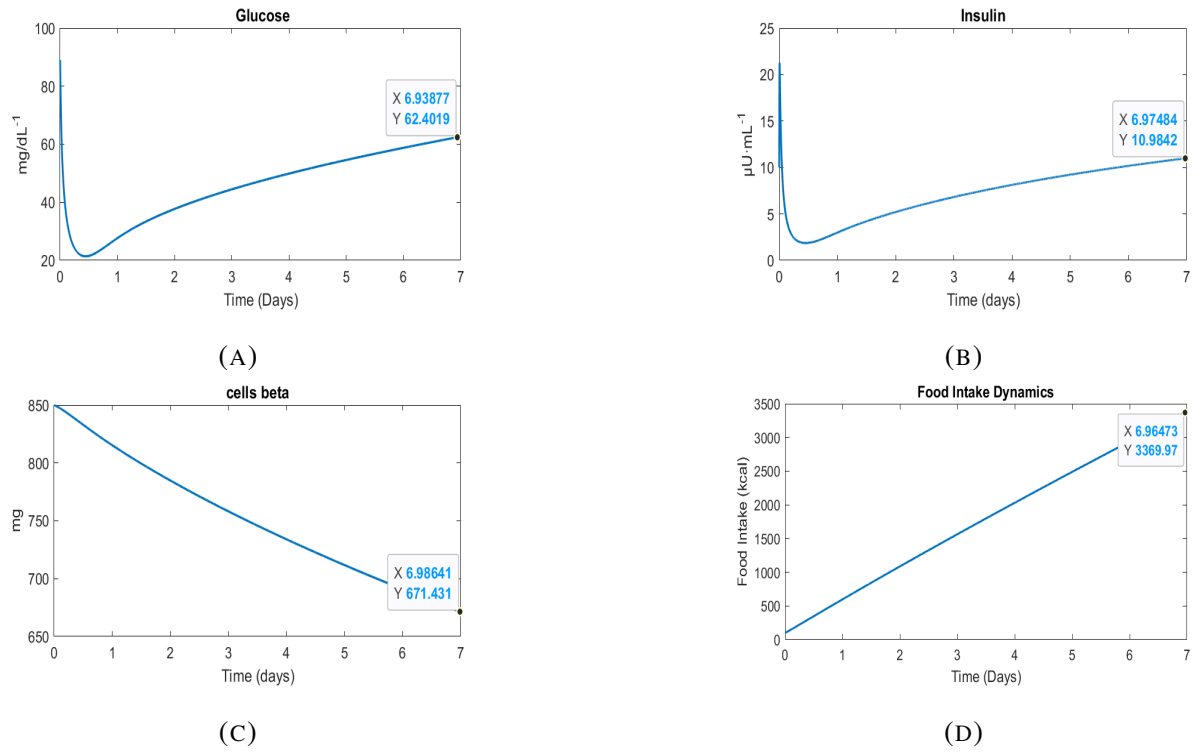 Glucose
100
80
60
40
20
mg/dL⁻¹
X 6.93877
Y 62.4019
0 1 2 3 4 5 6 7
Time (Days)
(A)
Insulin
25
20
15
10
5
0
µU·mL⁻¹
X 6.97484
Y 10.9842
0 1 2 3 4 5 6 7
Time (days)
(B)
cells beta
850
800
750
700
650
mg
X 6.98641
Y 671.431
0 1 2 3 4 5 6 7
Time (days)
(C)
Food Intake Dynamics
3500
3000
2500
2000
1500
1000
500
0
Food Intake (kcal)
X 6.96473
Y 3369.97
0 1 2 3 4 5 6 7
Time (Days)
(D)